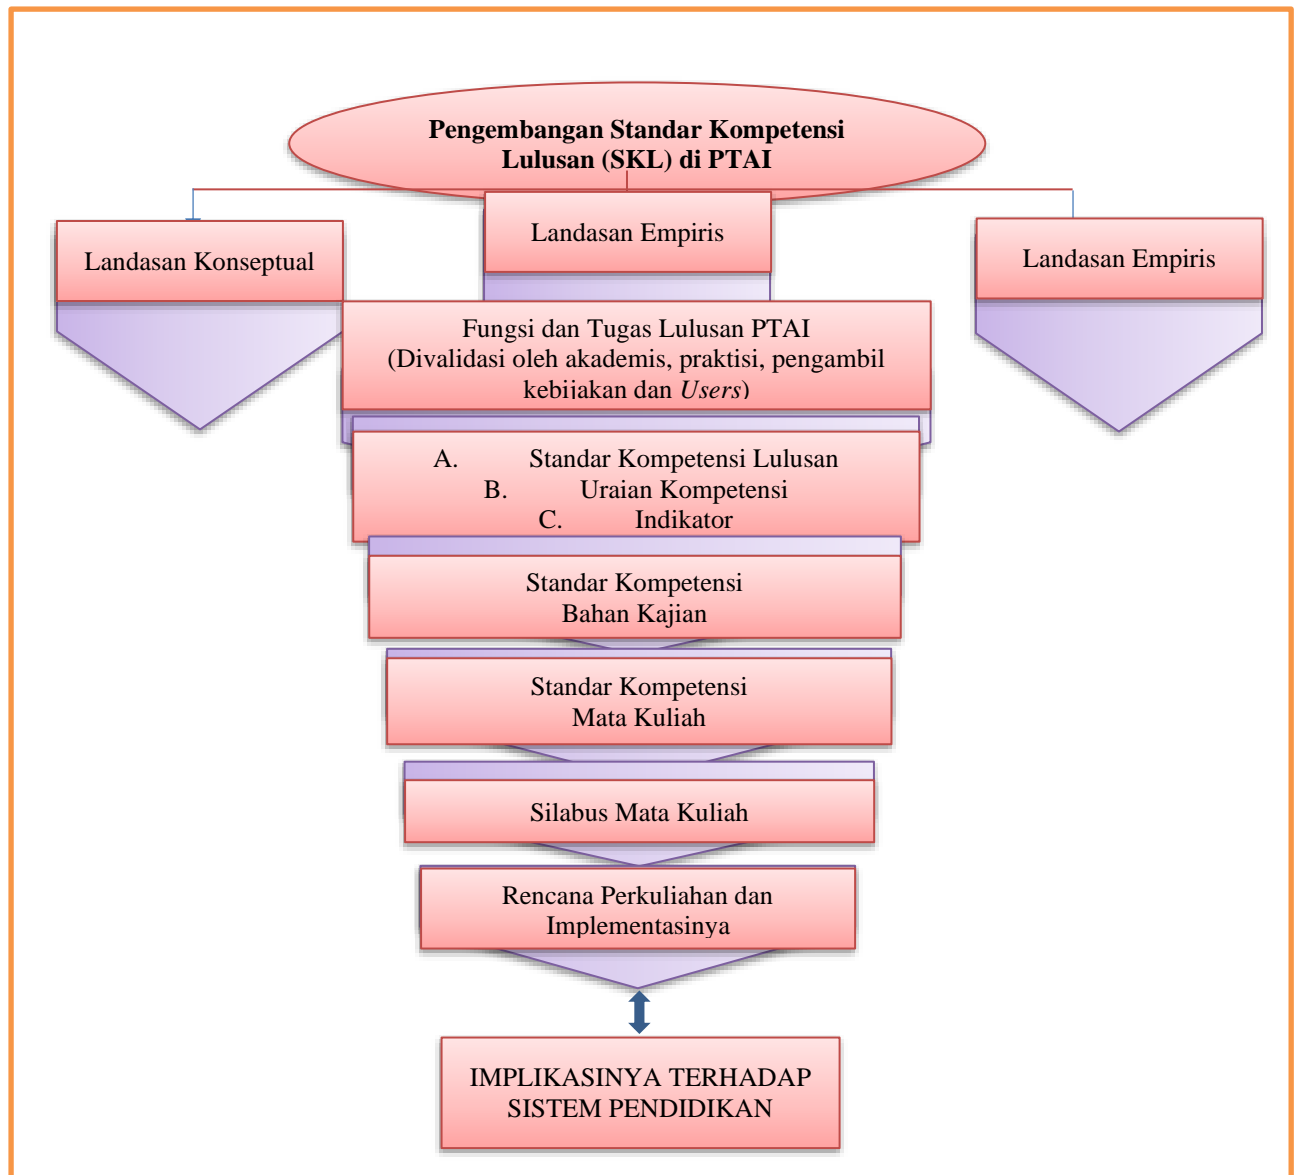 Pengembangan Standar Kompetensi
Lulusan (SKL) di PTAI
Landasan Konseptual
Landasan Empiris
Landasan Empiris
Fungsi dan Tugas Lulusan PTAI
(Divalidasi oleh akademis, praktisi, pengambil
kebijakan dan Users)
A. Standar Kompetensi Lulusan
B. Uraian Kompetensi
C. Indikator
Standar Kompetensi
Bahan Kajian
Standar Kompetensi
Mata Kuliah
Silabus Mata Kuliah
Rencana Perkuliahan dan
Implementasinya
IMPLIKASINYA TERHADAP
SISTEM PENDIDIKAN